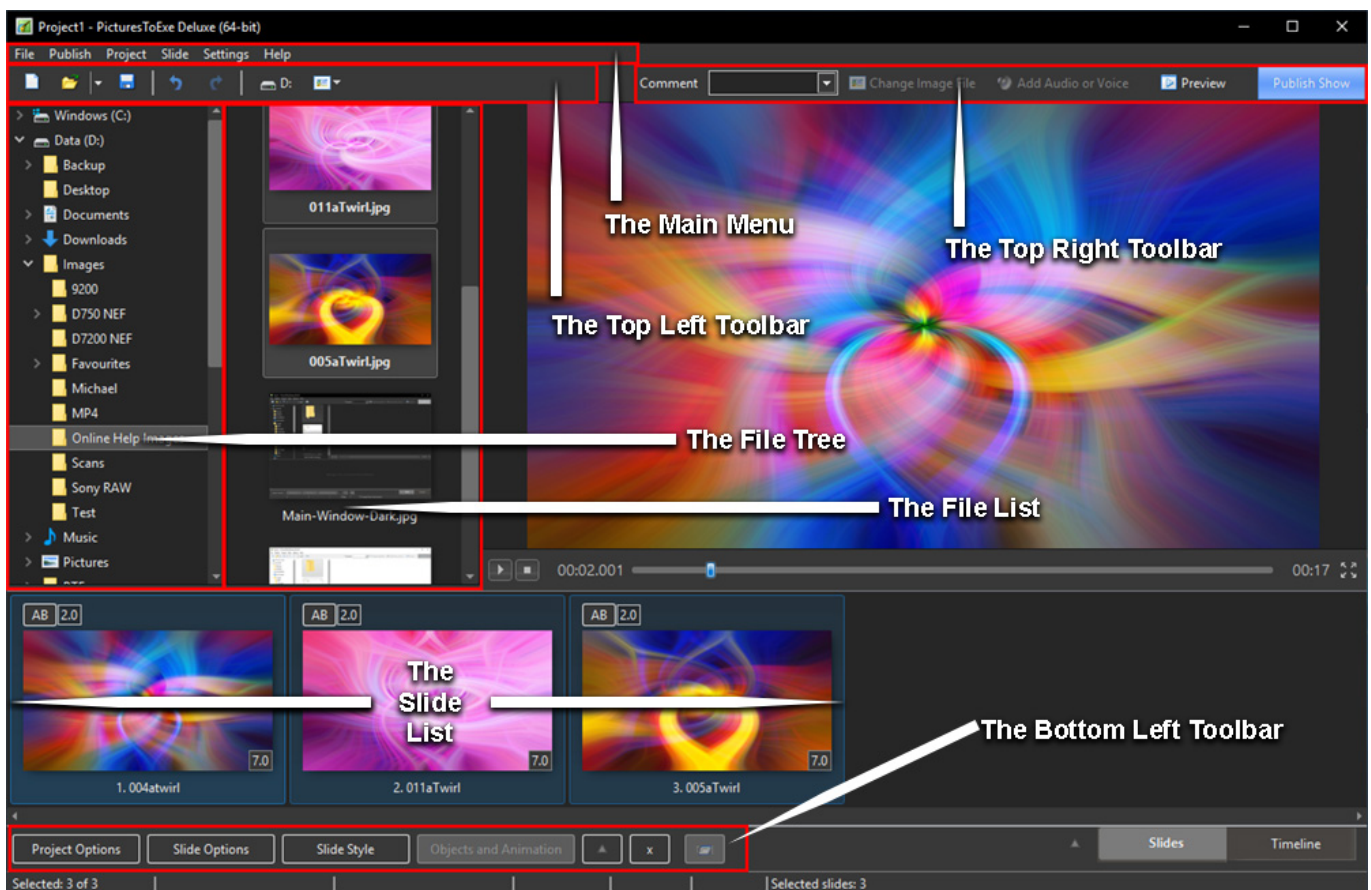 Project1 - PicturesToExe Deluxe (64-bit)
File Publish Project Slide Settings Help
D:
Comment
Change Image File
Add Audio or Voice
Preview
Publish Show
Windows (C:)
Data (D:)
Backup
Desktop
Documents
Downloads
Images
9200
D750 NEF
D7200 NEF
Favourites
Michael
MP4
Online Help Images
Scans
Sony RAW
Test
Music
Pictures
011aTwirl.jpg
005aTwirl.jpg
Main-Window-Dark.jpg
The Main Menu
The Top Right Toolbar
The Top Left Toolbar
The File Tree
The File List
00:02.001
00:17
AB 2.0
AB 2.0
AB 2.0
The
Slide
List
7.0
7.0
7.0
1. 004atwirl
2. 011aTwirl
3. 005aTwirl
The Bottom Left Toolbar
Project Options
Slide Options
Slide Style
Objects and Animation
x
Slides
Timeline
Selected: 3 of 3
Selected slides: 3